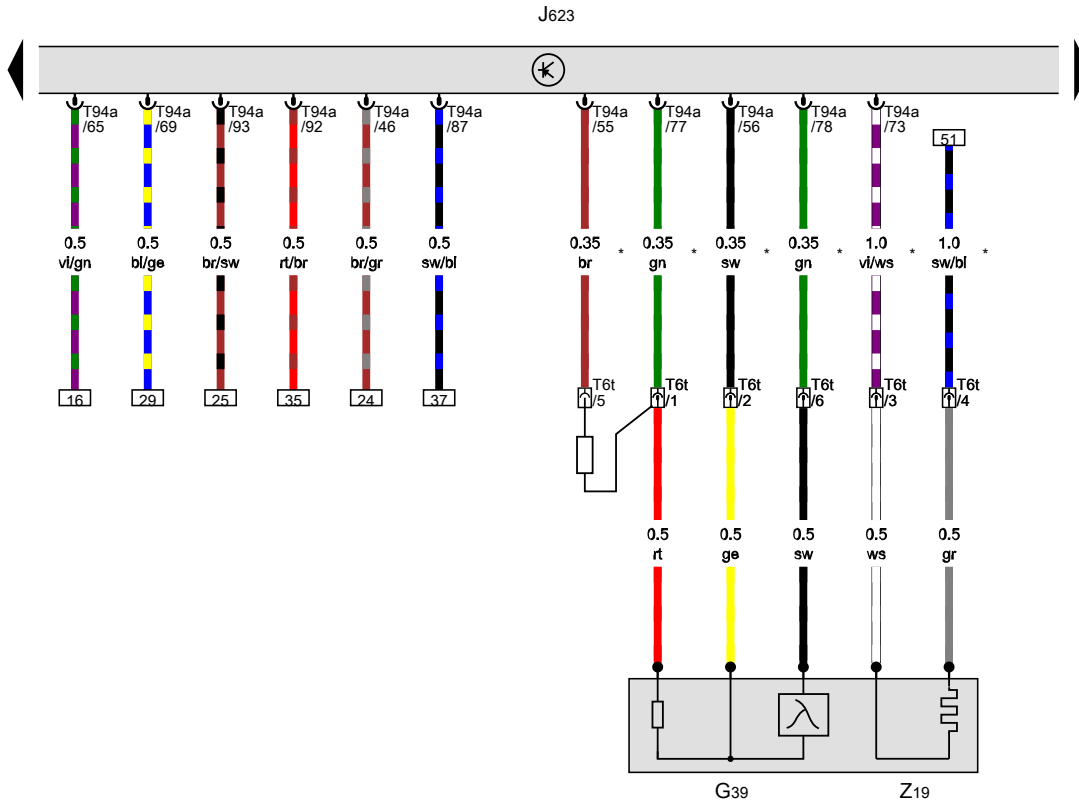 J623
T94a T94a T94a T94a T94a T94a T94a T94a T94a T94a T94a
/65 /69 /93 /92 /46 /87 /55 /77 /56 /78 /73
51
0.5 0.5 0.5 0.5 0.5 0.5 0.35 0.35 0.35 0.35 1.0 1.0
* * * * * *
vi/gn bl/ge br/sw rt/br br/gr sw/bl br gn sw gn vi/ws sw/bl
T6t T6t T6t T6t T6t T6t
/5 /1 /2 /6 /3 /4
16 29 25 35 24 37
0.5 0.5 0.5 0.5 0.5
rt ge sw ws gr
G39 Z19